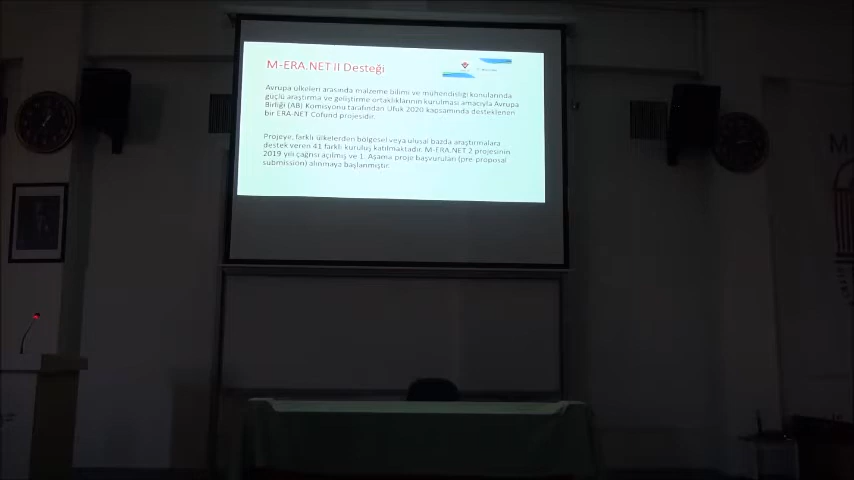 M-ERA.NET II Desteği
Avrupa ülkeleri arasında malzeme bilimi ve mühendisliği konularında
güçlü araştırma ve geliştirme ortaklıklarının kurulması amacıyla Avrupa
Birliği (AB) Komisyonu tarafından Ufuk 2020 kapsamında desteklenen
bir ERA-NET Cofund projesidir.
Projeye, farklı ülkelerden bölgesel veya ulusal bazda araştırmalara
destek veren 41 farklı kuruluş katılmaktadır. M-ERA.NET 2 projesinin
2019 yılı çağrısı açılmış ve 1. Aşama proje başvuruları (pre-proposal
submission) alınmaya başlanmıştır.